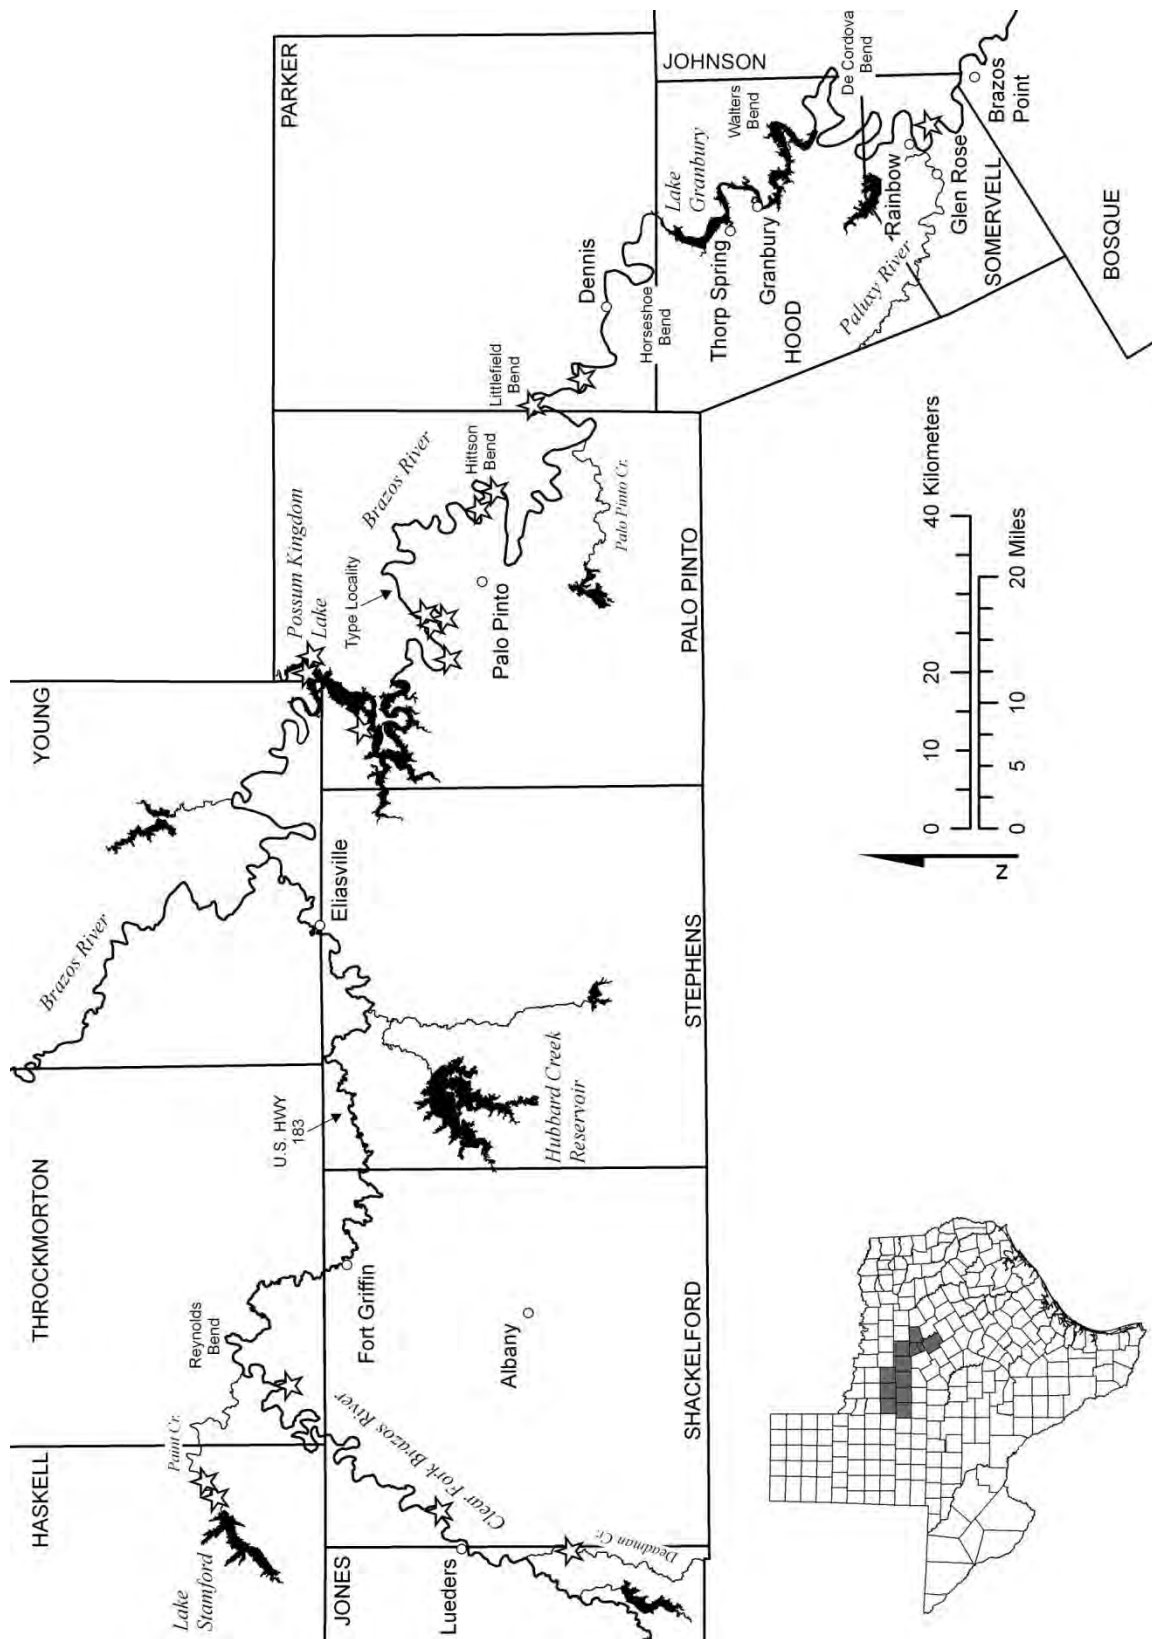 HASKELL
THROCKMORTON
YOUNG
PARKER
JOHNSON
Paint Cr.
Lake
Stamford
Reynolds
Bend
U.S. HWY
183
Brazos River
Possum Kingdom
Lake
Type Locality
Brazos River
Hittson
Bend
Littlefield
Bend
Dennis
Horseshoe
Bend
Lake
Granbury
Walters
Bend
De Cordova
Bend
JONES
Lueders
Clear Fork Brazos River
Deadman Cr.
Fort Griffin
Albany
SHACKELFORD
Eliasville
Hubbard Creek
Reservoir
STEPHENS
Palo Pinto
Palo Pinto Cr.
PALO PINTO
Thorp Spring
Granbury
HOOD
Paluxy River
Rainbow
Glen Rose
SOMERVELL
Brazos
Point
BOSQUE
N
0 10 20 40 Kilometers
0 5 10 20 Miles